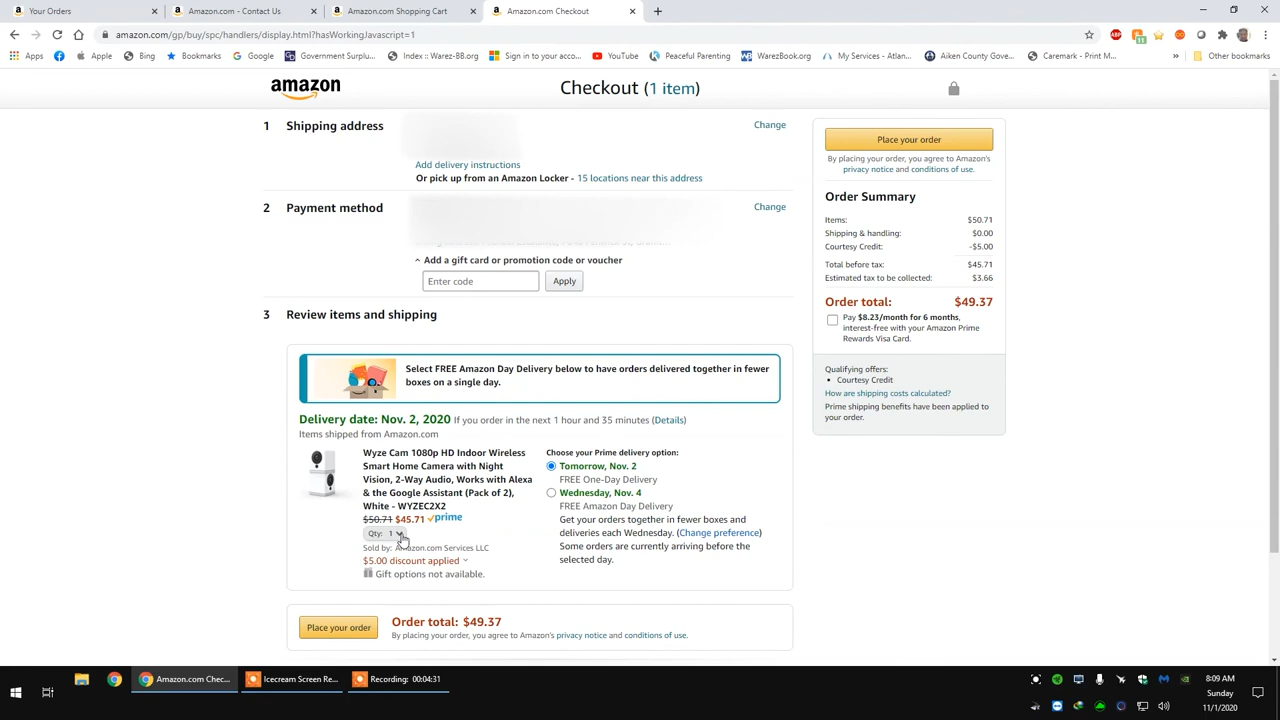 Your Orders
Amazon.com - Contact Us
Amazon.com Shopping Cart
Amazon.com Checkout
amazon.com/gp/buy/spc/handlers/display.html?hasWorkingJavascript=1
Apps
Apple
Bing
Bookmarks
Google
Government Surplu...
Index :: Warez-BB.org
Sign in to your acco...
YouTube
Peaceful Parenting
WarezBook.org
My Services - Atlan...
Aiken County Gove...
Caremark - Print M...
»
Other bookmarks
amazon
Checkout (1 item)
1 Shipping address
Change
Add delivery instructions
Or pick up from an Amazon Locker - 15 locations near this address
2 Payment method
Change
Add a gift card or promotion code or voucher
Enter code
Apply
3 Review items and shipping
Select FREE Amazon Day Delivery below to have orders delivered together in fewer
boxes on a single day.
Delivery date: Nov. 2, 2020 If you order in the next 1 hour and 35 minutes (Details)
Items shipped from Amazon.com
Wyze Cam 1080p HD Indoor Wireless
Smart Home Camera with Night
Vision, 2-Way Audio, Works with Alexa
& the Google Assistant (Pack of 2),
White - WYZEC2X2
$50.71 $45.71 prime
Qty: 1
Sold by: Amazon.com Services LLC
$5.00 discount applied
Gift options not available.
Choose your Prime delivery option:
Tomorrow, Nov. 2
FREE One-Day Delivery
Wednesday, Nov. 4
FREE Amazon Day Delivery
Get your orders together in fewer boxes and
deliveries each Wednesday. (Change preference)
Some orders are currently arriving before the
selected day.
Place your order
Order total: $49.37
By placing your order, you agree to Amazon's privacy notice and conditions of use.
Place your order
By placing your order, you agree to Amazon's
privacy notice and conditions of use.
Order Summary
Items: $50.71
Shipping & handling: $0.00
Courtesy Credit: -$5.00
Total before tax: $45.71
Estimated tax to be collected: $3.66
Order total: $49.37
Pay $8.23/month for 6 months,
interest-free with your Amazon Prime
Rewards Visa Card.
Qualifying offers:
• Courtesy Credit
How are shipping costs calculated?
Prime shipping benefits have been applied to
your order.
Amazon.com Chec...
Icecream Screen Re...
Recording: 00:04:31
8:09 AM
Sunday
11/1/2020